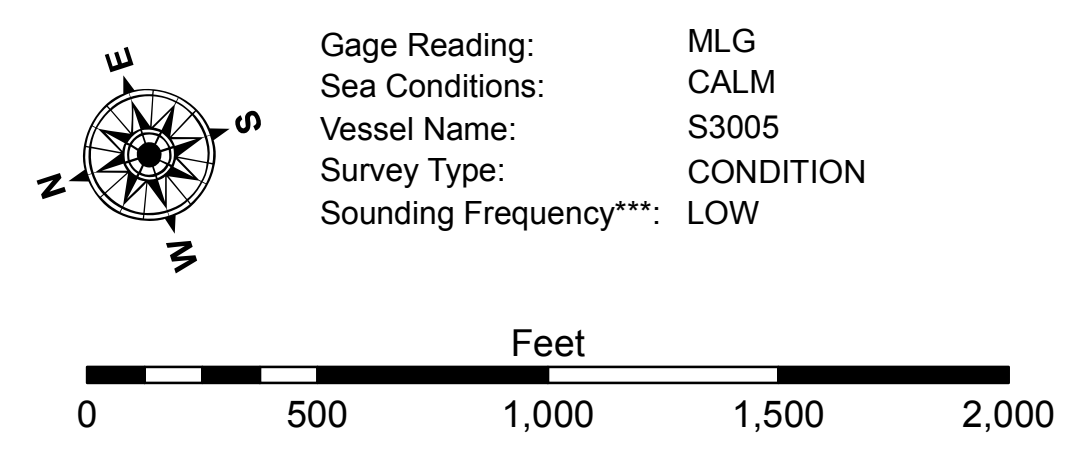 E
S
N
W
Gage Reading: MLG
Sea Conditions: CALM
Vessel Name: S3005
Survey Type: CONDITION
Sounding Frequency***: LOW
Feet
0 500 1,000 1,500 2,000